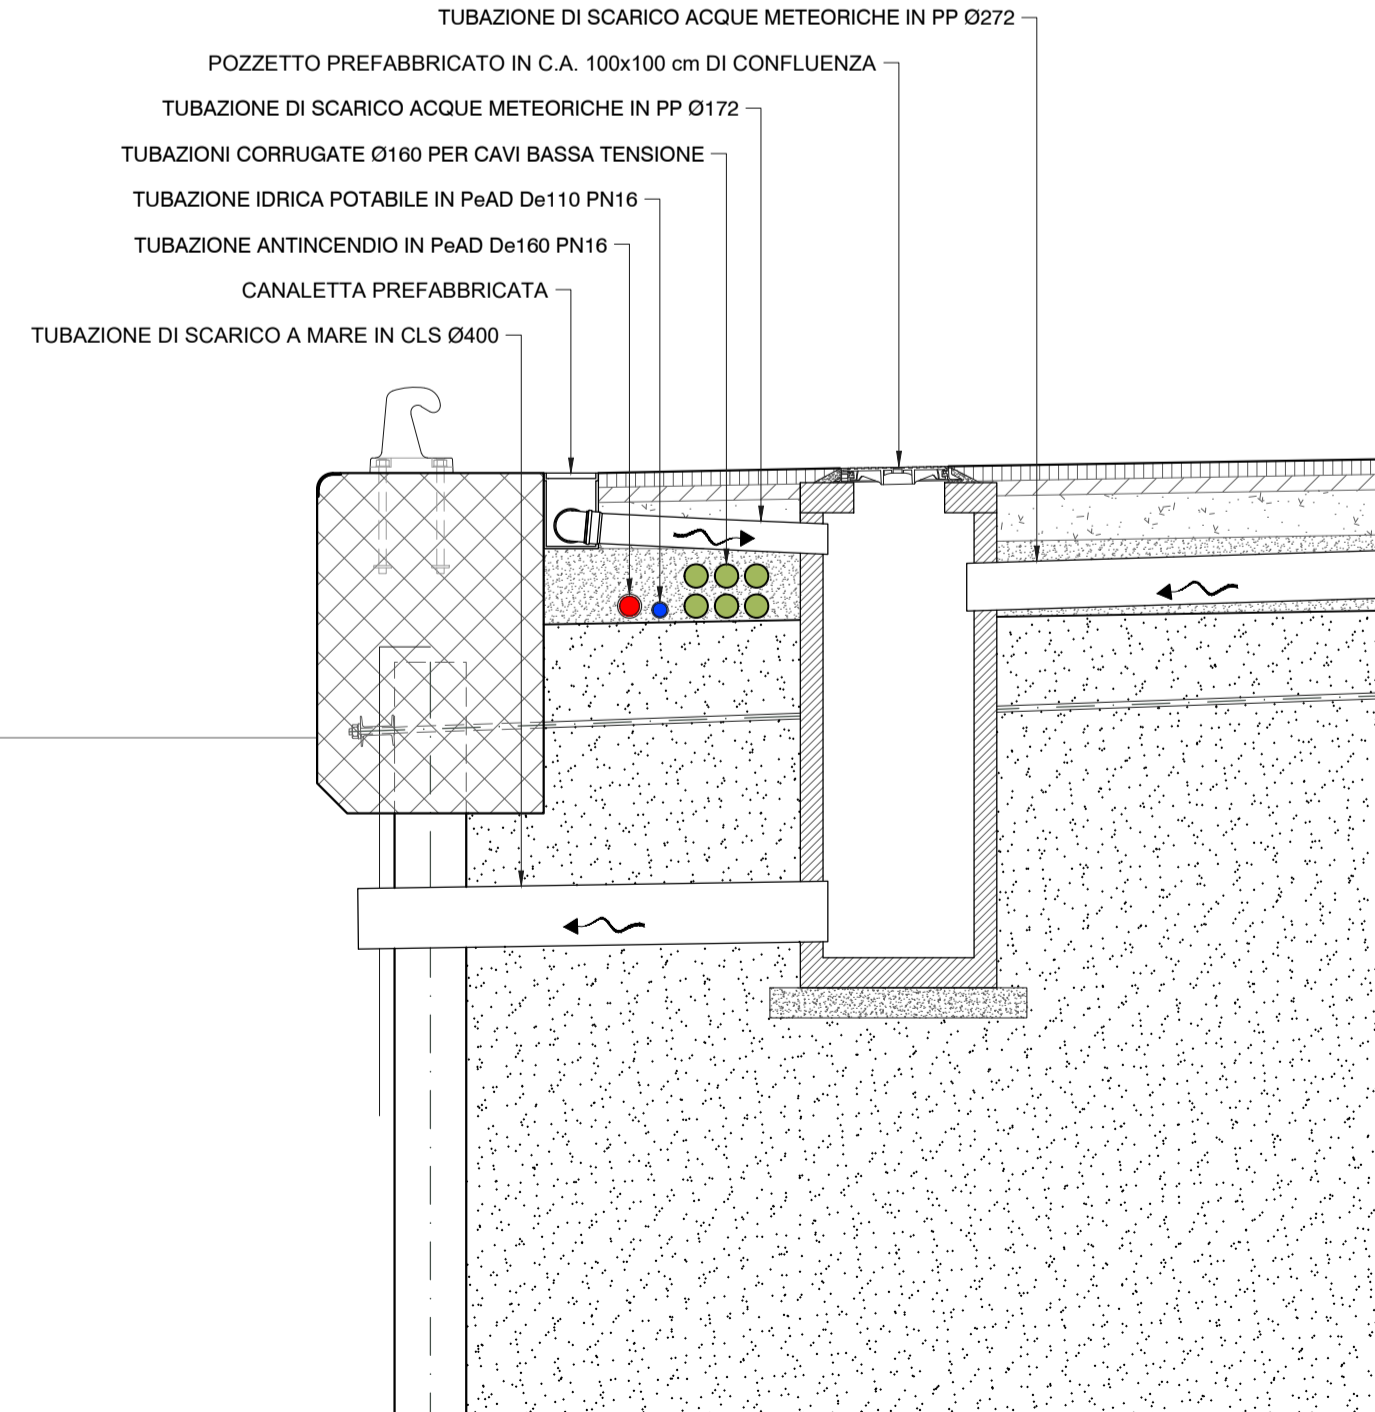 TUBAZIONE DI SCARICO ACQUE METEORICHE IN PP Ø272
POZZETTO PREFABBRICATO IN C.A. 100x100 cm DI CONFLUENZA
TUBAZIONE DI SCARICO ACQUE METEORICHE IN PP Ø172
TUBAZIONI CORRUGATE Ø160 PER CAVI BASSA TENSIONE
TUBAZIONE IDRICA POTABILE IN PeAD De110 PN16
TUBAZIONE ANTINCENDIO IN PeAD De160 PN16
CANALETTA PREFABBRICATA
TUBAZIONE DI SCARICO A MARE IN CLS Ø400